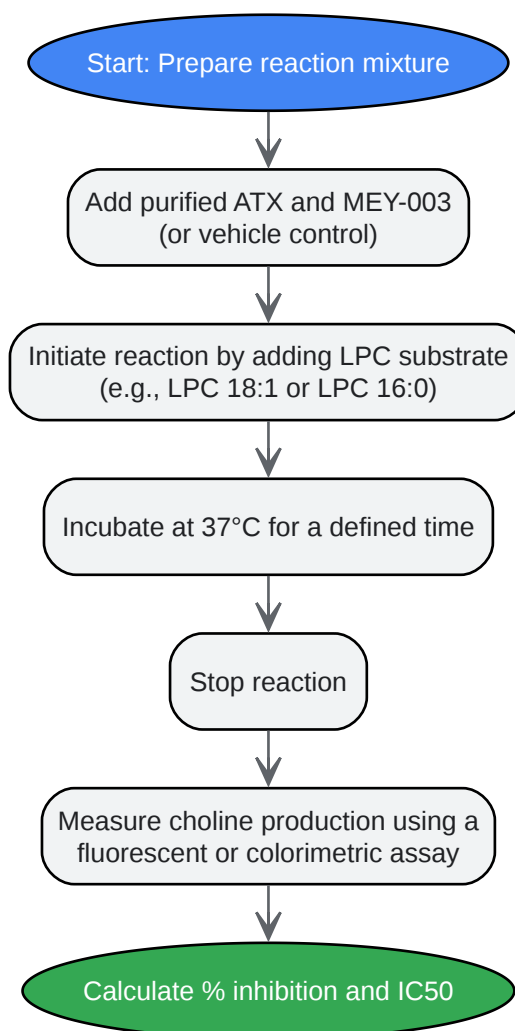 Start: Prepare reaction mixture
Add purified ATX and MEY-003
(or vehicle control)
Initiate reaction by adding LPC substrate
(e.g., LPC 18:1 or LPC 16:0)
Incubate at 37°C for a defined time
Stop reaction
Measure choline production using a
fluorescent or colorimetric assay
Calculate % inhibition and IC50